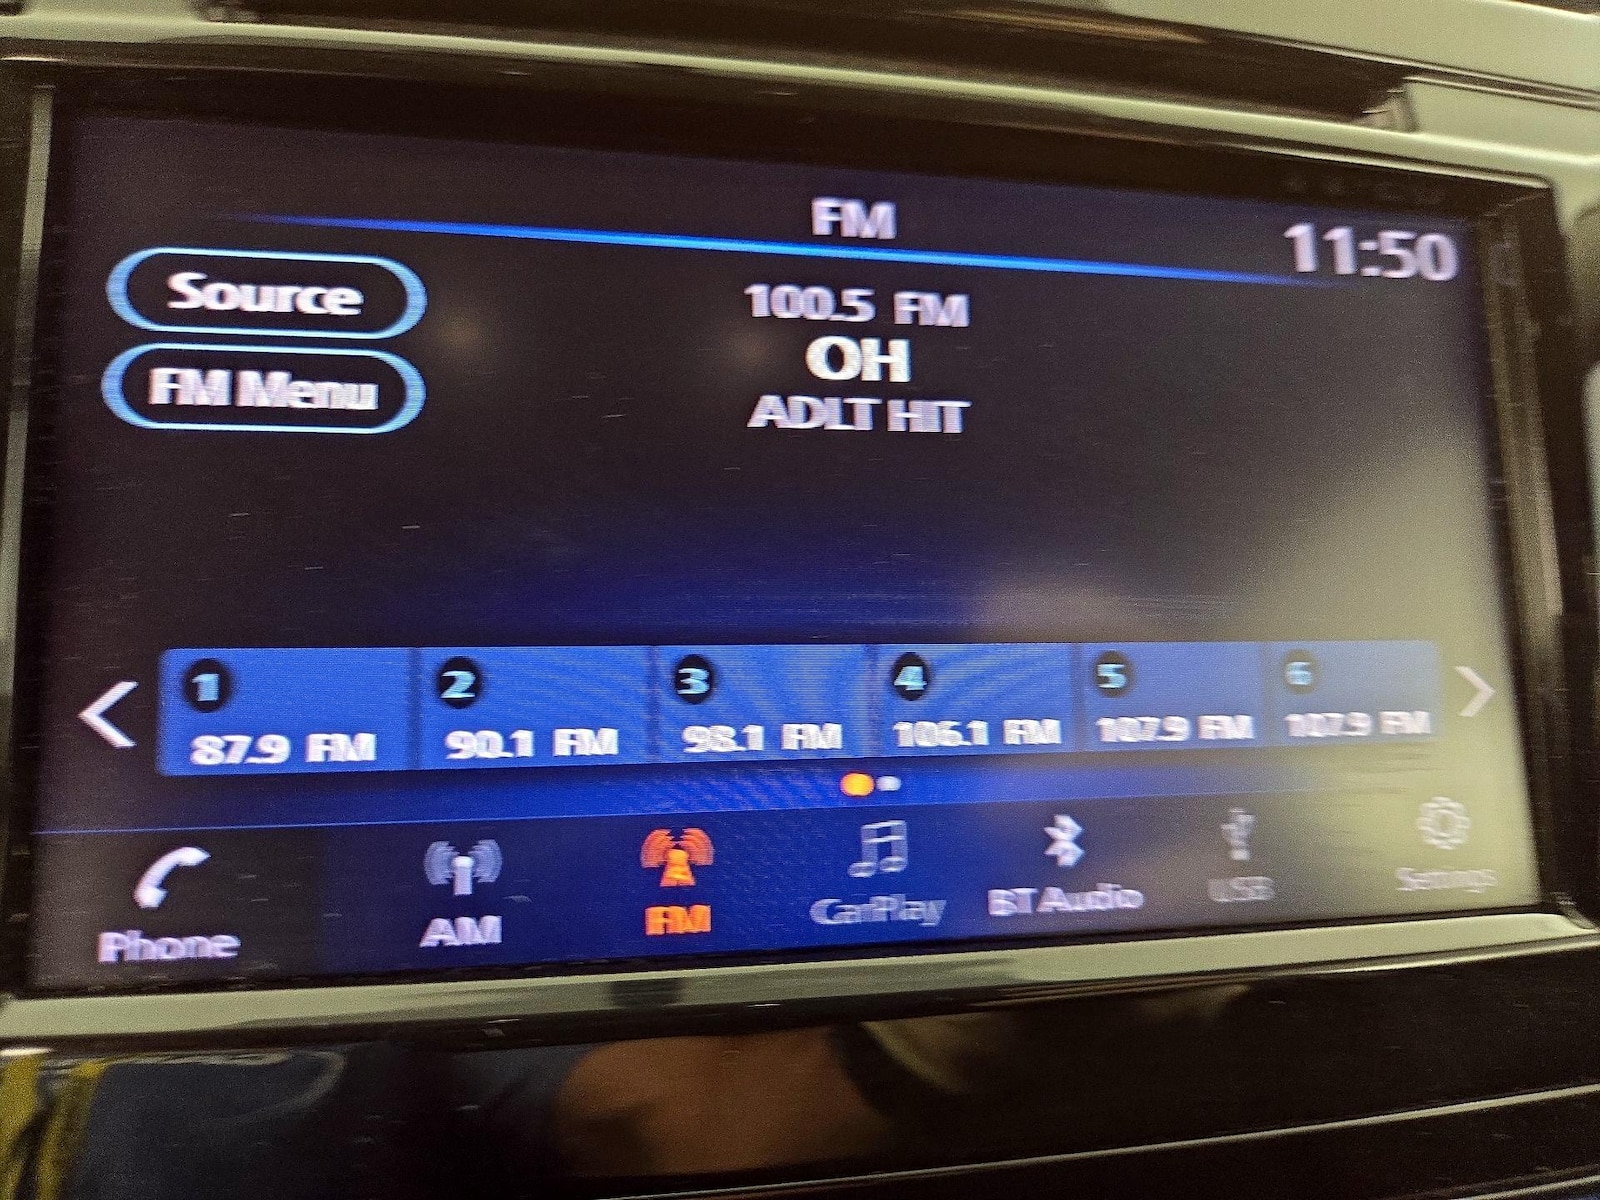 FM
11:50
Source
100.5 FM
OH
FM Menu
ADLT HIT
1 2 3 4 5 6
87.9 FM 90.1 FM 98.1 FM 106.1 FM 107.9 FM 107.9 FM
Phone AM FM CarPlay BT Audio USB Settings